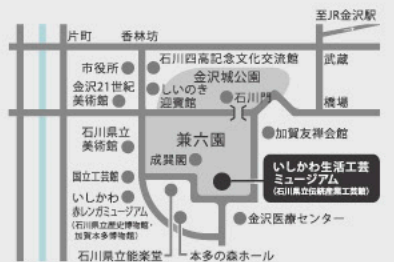 至JR金沢駅
片町
香林坊
武蔵
石川四高記念文化交流館
市役所
金沢城公園
金沢21世紀
美術館
しいのき
迎賓館
石川門
橋場
石川県立
美術館
兼六園
加賀友禅会館
成巽閣
いしかわ生活工芸
ミュージアム
(石川県立伝統産業工芸館)
国立工芸館
いしかわ
赤レンガミュージアム
(石川県立歴史博物館・
加賀本多博物館)
金沢医療センター
石川県立能楽堂
本多の森ホール